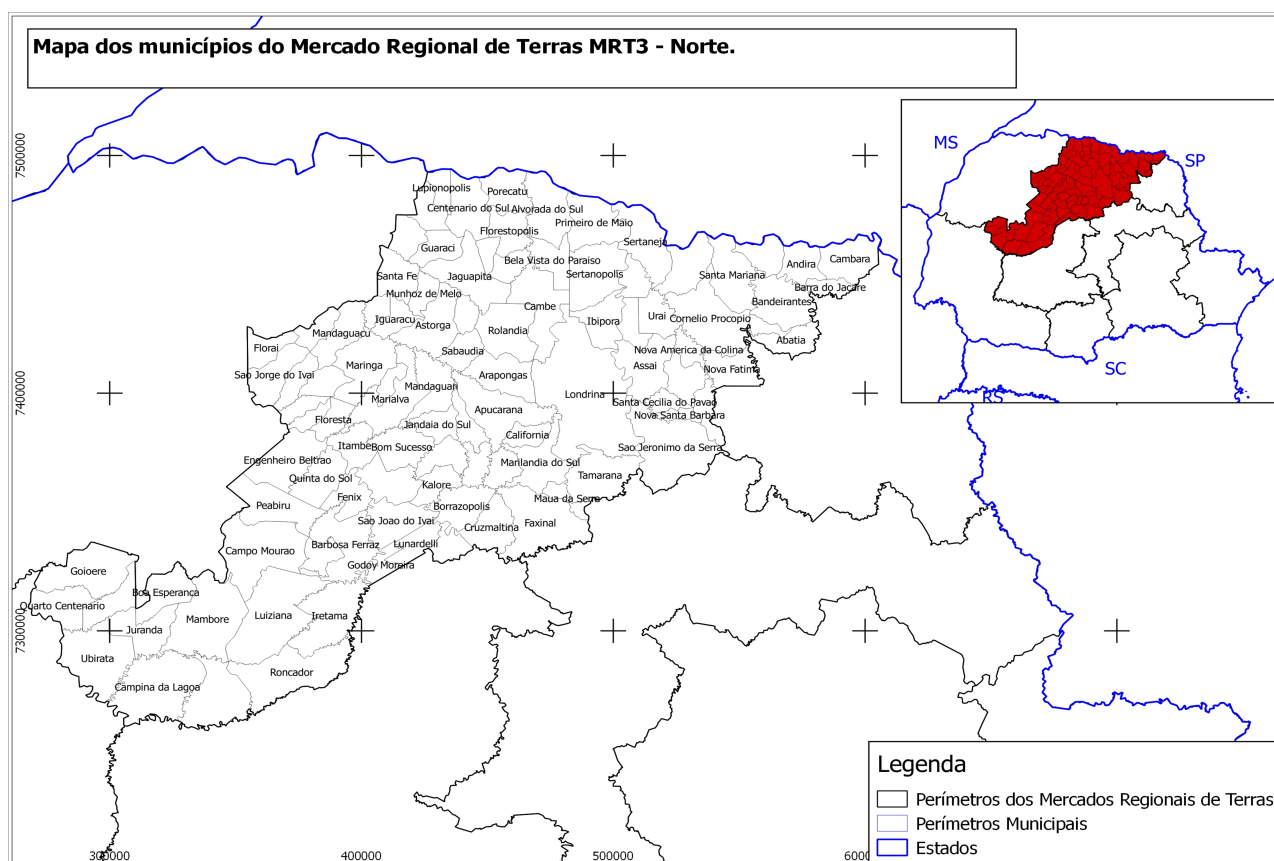 Mapa dos municípios do Mercado Regional de Terras MRT3 - Norte.
MS
SP
SC
RS
7500000
7400000
7300000
Lupionopolis
Porecatu
Centenario do Sul
Alvorada do Sul
Primeiro de Maio
Florestopolis
Sertaneja
Guaraci
Bela Vista do Paraiso
Andira
Cambara
Santa Fe
Jaguapita
Sertanopolis
Santa Mariana
Barra do Jacare
Munhoz de Melo
Bandeirantes
Cambe
Iguaracu
Astorga
Rolandia
Ibipora
Urai
Cornelio Procopio
Mandaguacu
Abatia
Florai
Sabaudia
Nova America da Colina
Maringa
Assai
Nova Fatima
Sao Jorge do Ivai
Arapongas
Mandaguari
Marialva
Londrina
Santa Cecilia do Pavao
Apucarana
Nova Santa Barbara
Floresta
Jandaia do Sul
California
Itambe
Bom Sucesso
Sao Jeronimo da Serra
Engenheiro Beltrao
Marilandia do Sul
Quinta do Sol
Tamarana
Kalore
Fenix
Maua da Serra
Peabiru
Borrazopolis
Sao Joao do Ivai
Cruzmaltina
Faxinal
Campo Mourao
Barbosa Ferraz
Lunardelli
Godoy Moreira
Goioere
Boa Esperança
Quarto Centenario
Mambore
Luiziana
Iretama
Juranda
Ubirata
Roncador
Campina da Lagoa
Legenda
Perímetros dos Mercados Regionais de Terras
Perímetros Municipais
Estados
300000
400000
500000